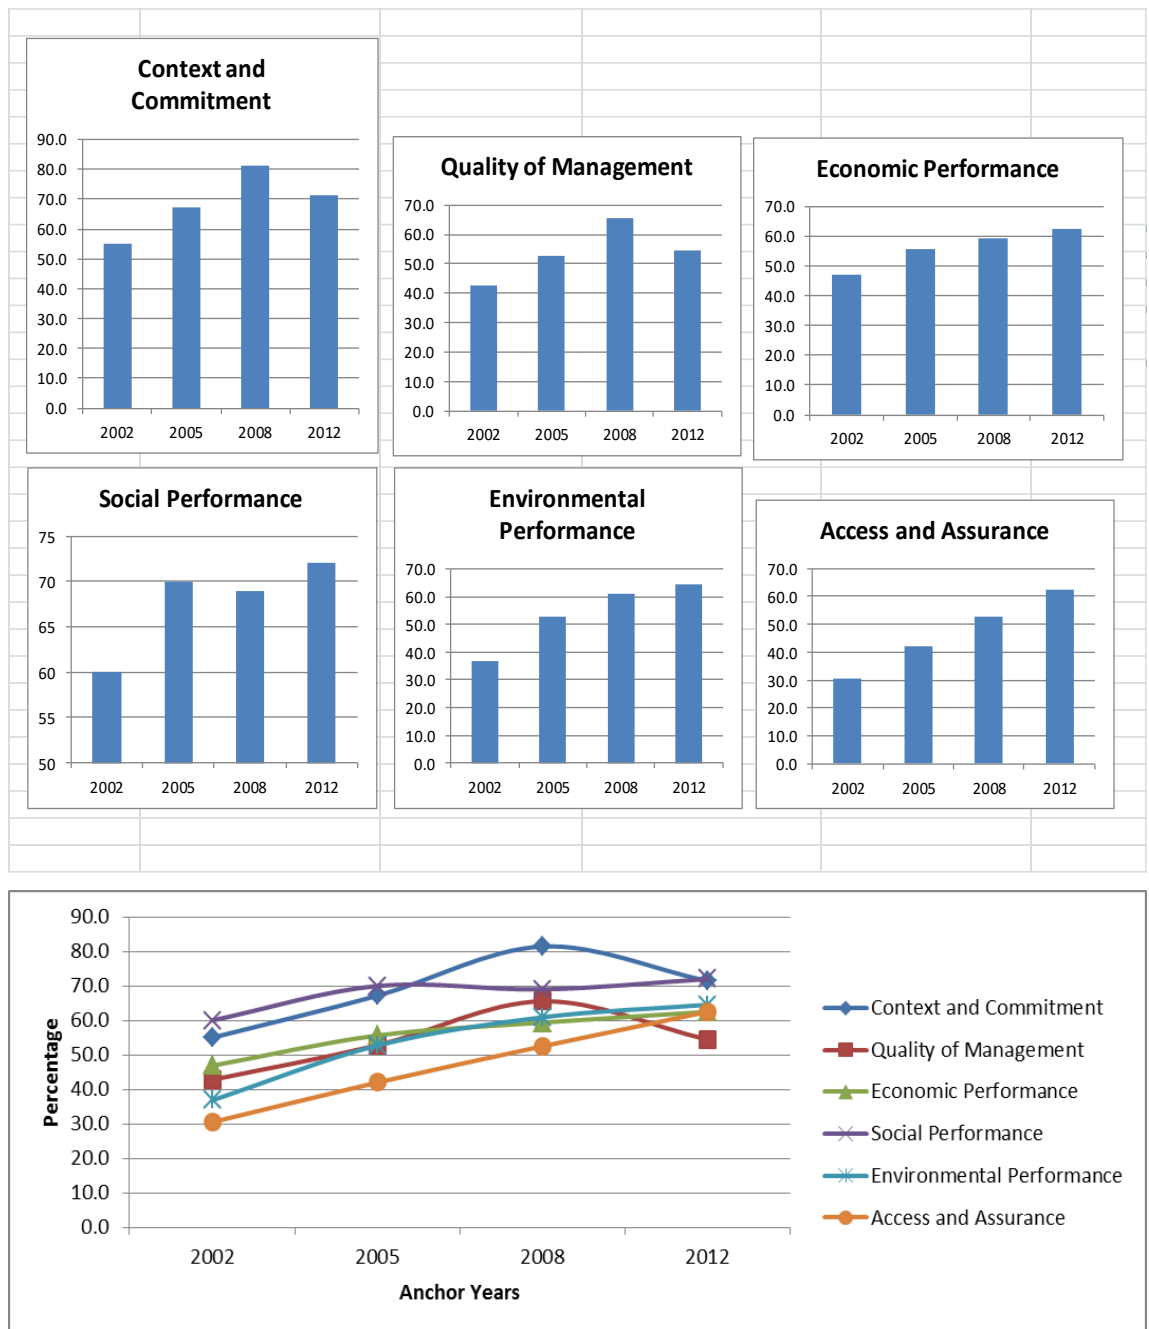 Context and
Commitment
90.0
80.0
70.0
60.0
50.0
40.0
30.0
20.0
10.0
0.0
2002 2005 2008 2012
Quality of Management
70.0
60.0
50.0
40.0
30.0
20.0
10.0
0.0
2002 2005 2008 2012
Economic Performance
70.0
60.0
50.0
40.0
30.0
20.0
10.0
0.0
2002 2005 2008 2012
Social Performance
75
70
65
60
55
50
2002 2005 2008 2012
Environmental
Performance
70.0
60.0
50.0
40.0
30.0
20.0
10.0
0.0
2002 2005 2008 2012
Access and Assurance
70.0
60.0
50.0
40.0
30.0
20.0
10.0
0.0
2002 2005 2008 2012
Percentage
90.0
80.0
70.0
60.0
50.0
40.0
30.0
20.0
10.0
0.0
2002 2005 2008 2012
Anchor Years
Context and Commitment
Quality of Management
Economic Performance
Social Performance
Environmental Performance
Access and Assurance